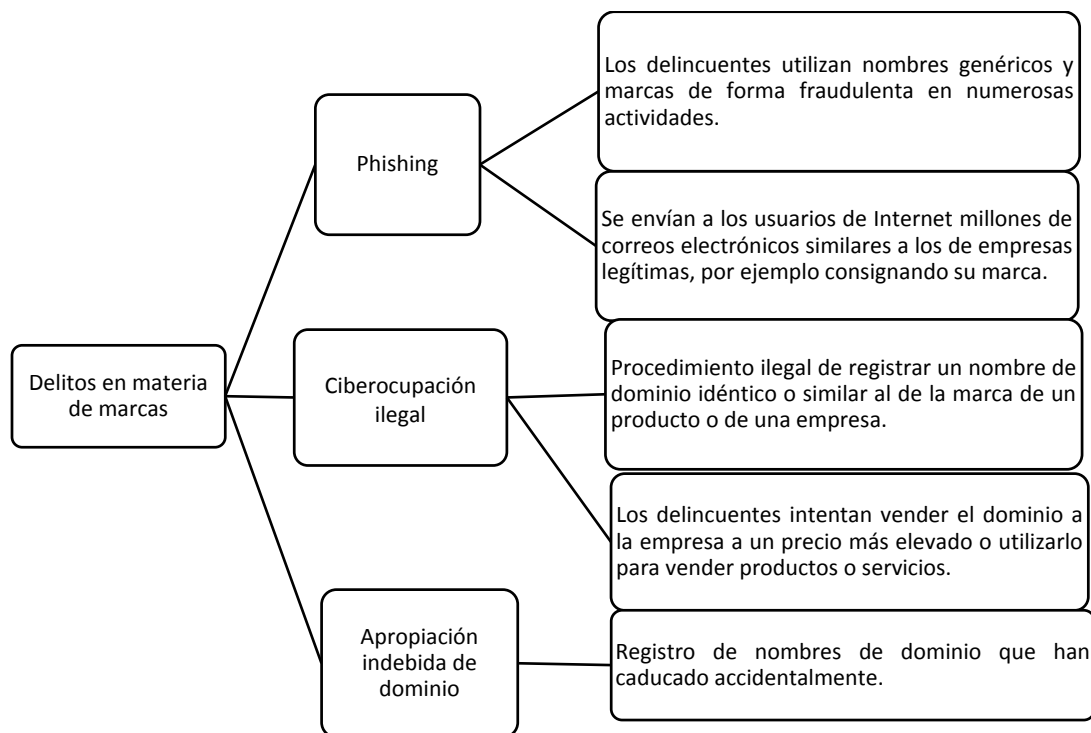 Delitos en materia
de marcas
Phishing
Los delincuentes utilizan nombres genéricos y
marcas de forma fraudulenta en numerosas
actividades.
Se envían a los usuarios de Internet millones de
correos electrónicos similares a los de empresas
legítimas, por ejemplo consignando su marca.
Ciberocupación
ilegal
Procedimiento ilegal de registrar un nombre de
dominio idéntico o similar al de la marca de un
producto o de una empresa.
Los delincuentes intentan vender el dominio a
la empresa a un precio más elevado o utilizarlo
para vender productos o servicios.
Apropiación
indebida de
dominio
Registro de nombres de dominio que han
caducado accidentalmente.